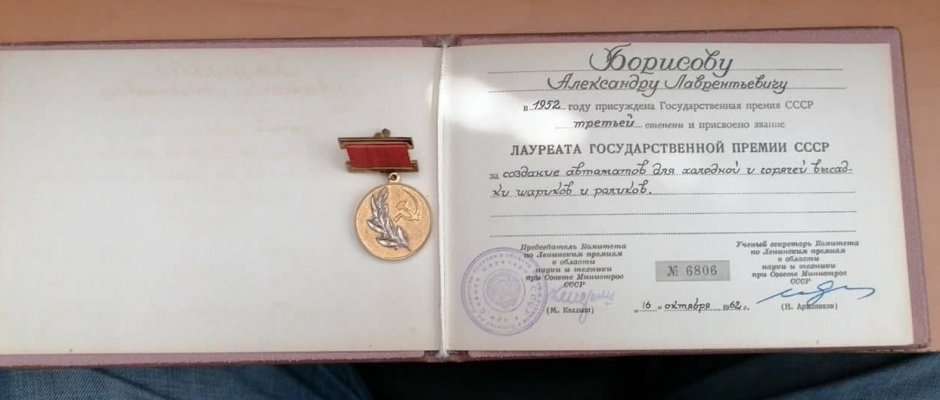 Борисову
Александру Лаврентьевичу
в 1952 году присуждена Государственная премия СССР
третьей степени и присвоено звание
ЛАУРЕАТА ГОСУДАРСТВЕННОЙ ПРЕМИИ СССР
за создание автоматов для холодной и горячей высад-
ки шариков и роликов.
Председатель Комитета
по Ленинским премиям
в области
науки и техники
при Совете Министров
СССР
(М. Келдыш)
№ 6806
Ученый секретарь Комитета
по Ленинским премиям
в области
науки и техники
при Совете Министров
СССР
„16 „ октября 1962 г.